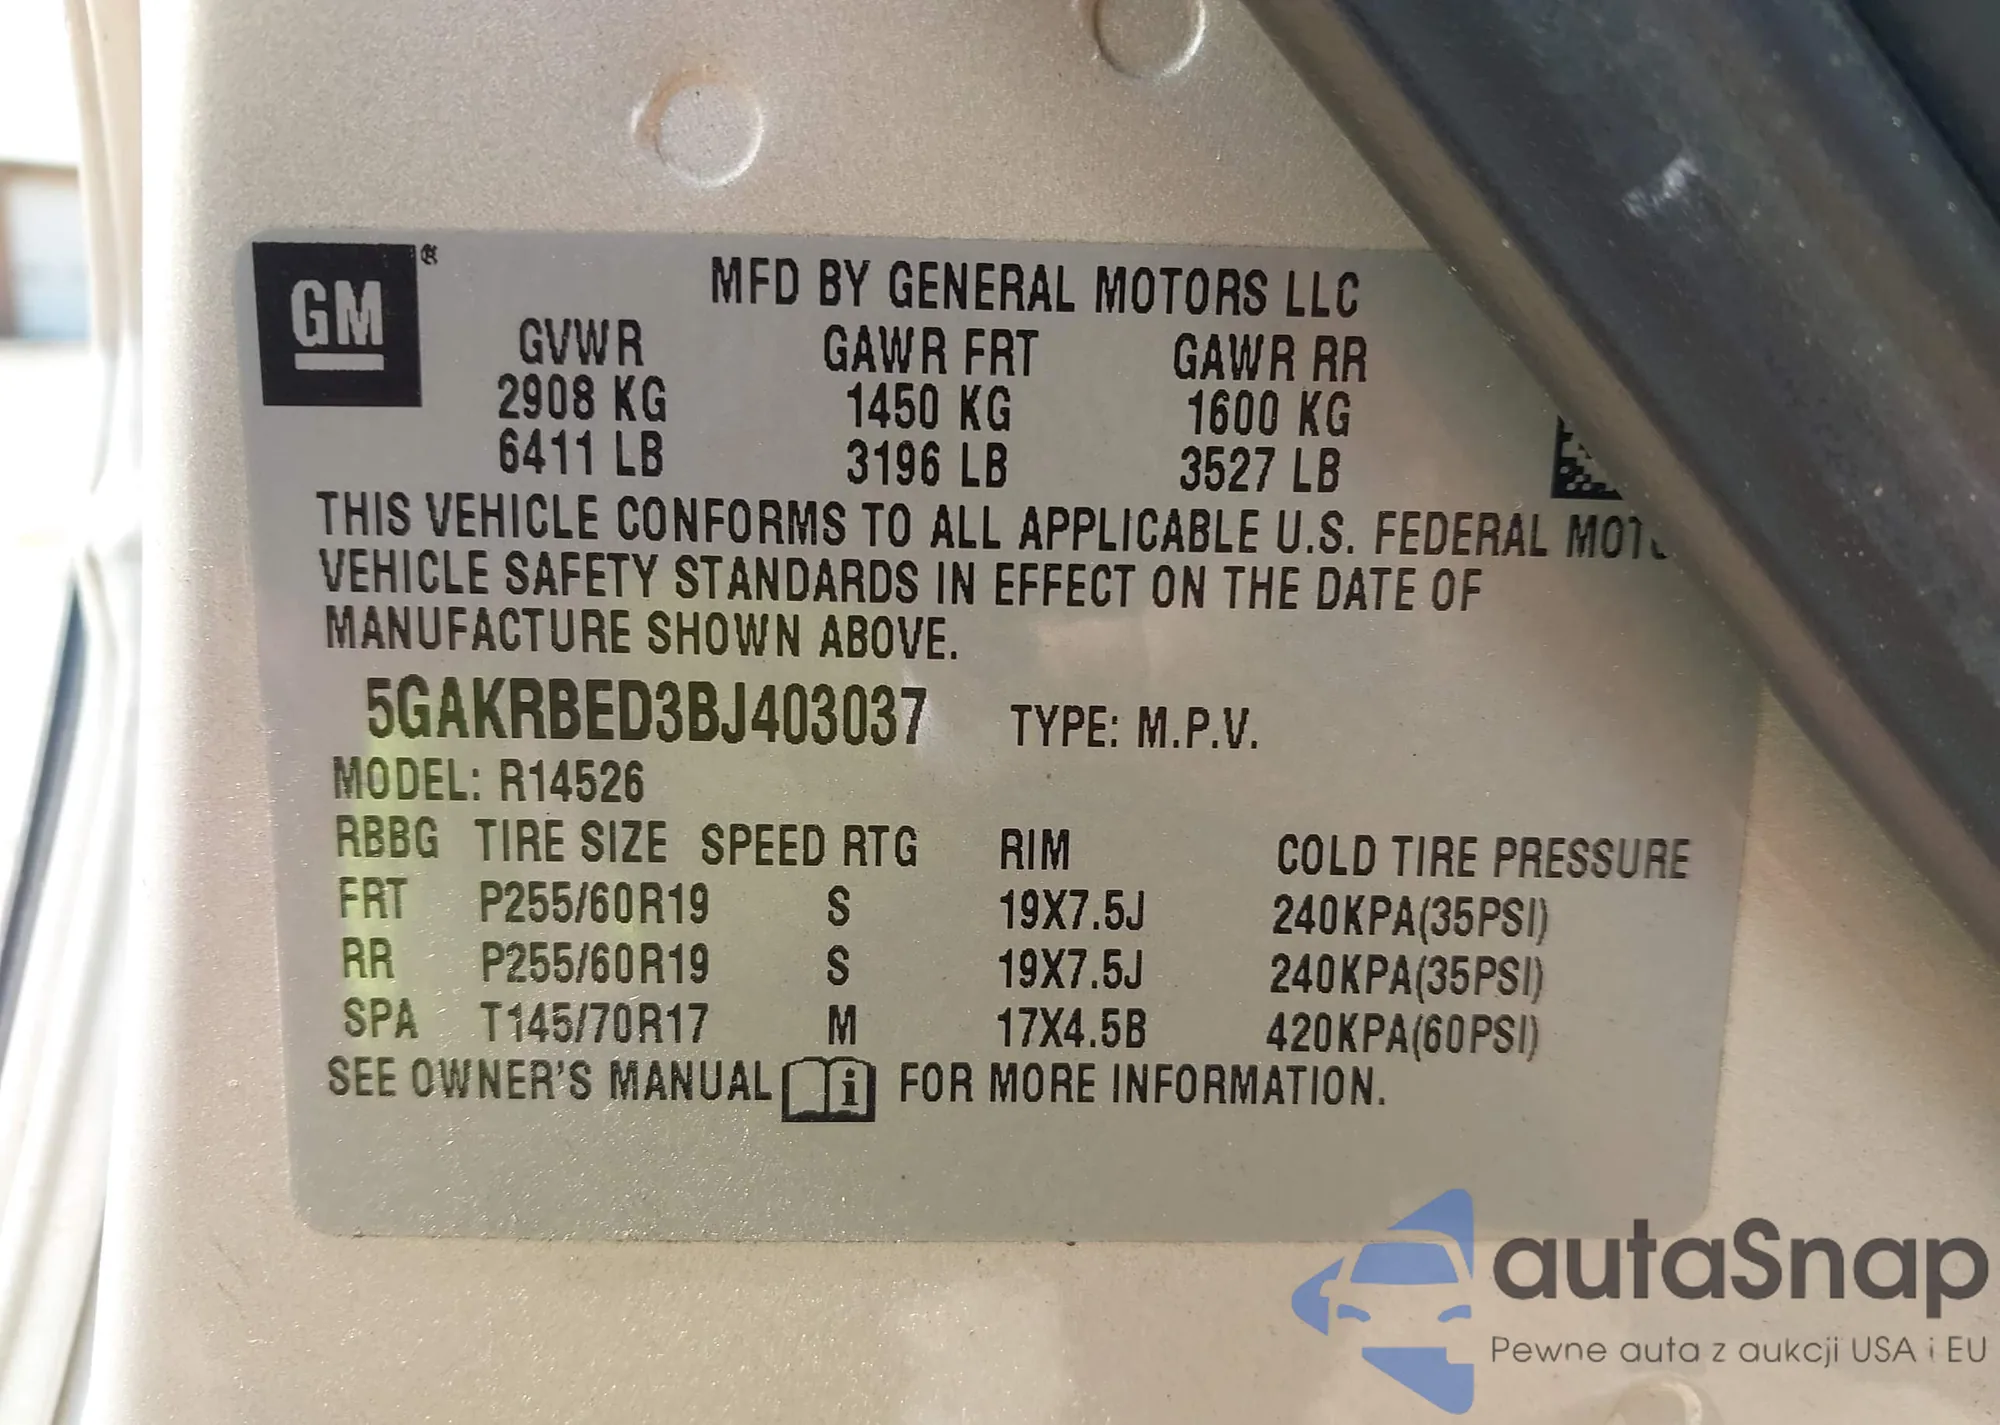 GM ®
MFD BY GENERAL MOTORS LLC
GVWR GAWR FRT GAWR RR
2908 KG 1450 KG 1600 KG
6411 LB 3196 LB 3527 LB
THIS VEHICLE CONFORMS TO ALL APPLICABLE U.S. FEDERAL
VEHICLE SAFETY STANDARDS IN EFFECT ON THE DATE OF
MANUFACTURE SHOWN ABOVE.
5GAKRBED3BJ403037 TYPE: M.P.V.
MODEL: R14526
RBBG TIRE SIZE SPEED RTG RIM COLD TIRE PRESSURE
FRT P255/60R19 S 19X7.5J 240KPA(35PSI)
RR P255/60R19 S 19X7.5J 240KPA(35PSI)
SPA T145/70R17 M 17X4.5B 420KPA(60PSI)
SEE OWNER'S MANUAL i FOR MORE INFORMATION.
autaSnap
Pewne auta z aukcji USA i EU